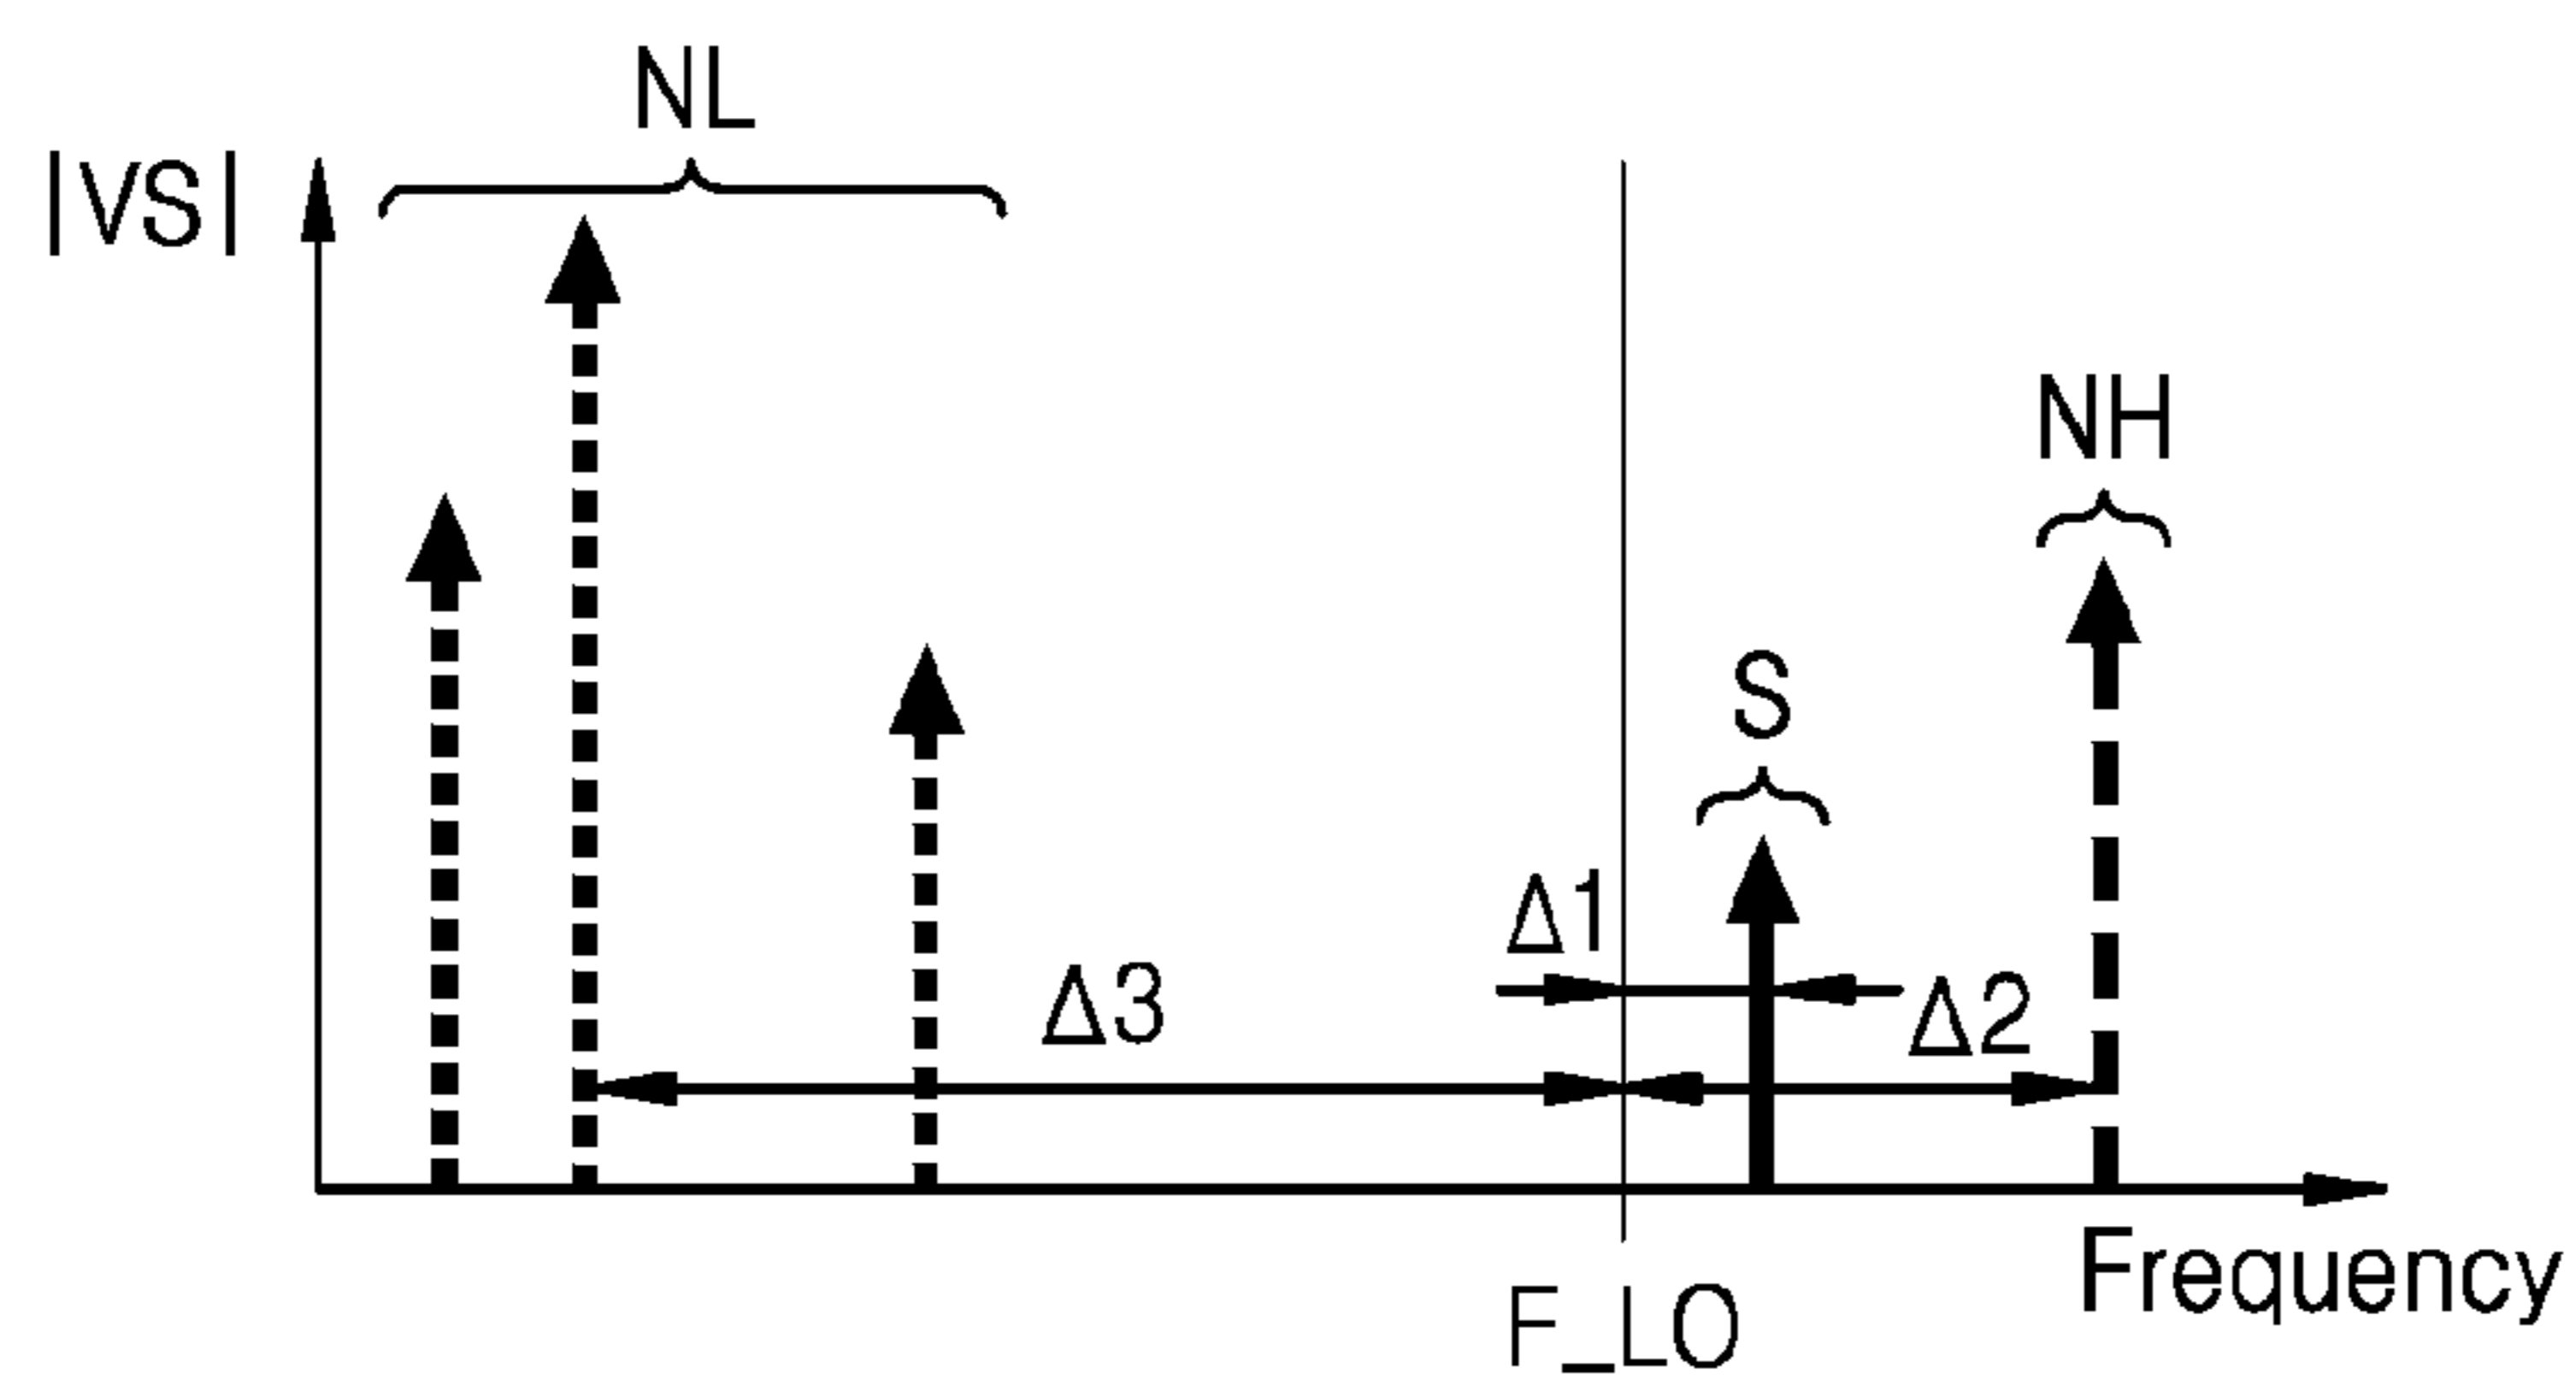 NL
|VS|
NH
S
Δ1
Δ3
Δ2
Frequency
F_LO